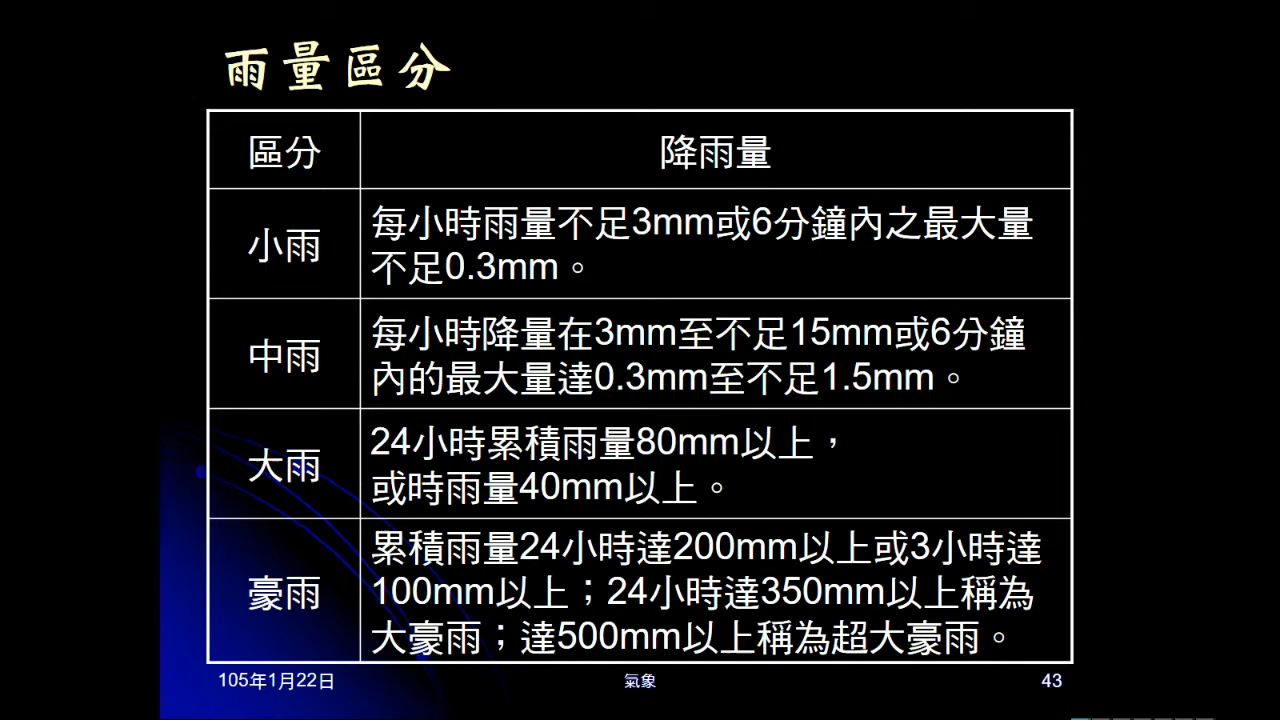 雨量區分
區分
降雨量
小雨
每小時雨量不足3mm或6分鐘內之最大量
不足0.3mm。
中雨
每小時降量在3mm至不足15mm或6分鐘
內的最大量達0.3mm至不足1.5mm。
大雨
24小時累積雨量80mm以上，
或時雨量40mm以上。
豪雨
累積雨量24小時達200mm以上或3小時達
100mm以上；24小時達350mm以上稱為
大豪雨；達500mm以上稱為超大豪雨。
105年1月22日
氣象
43